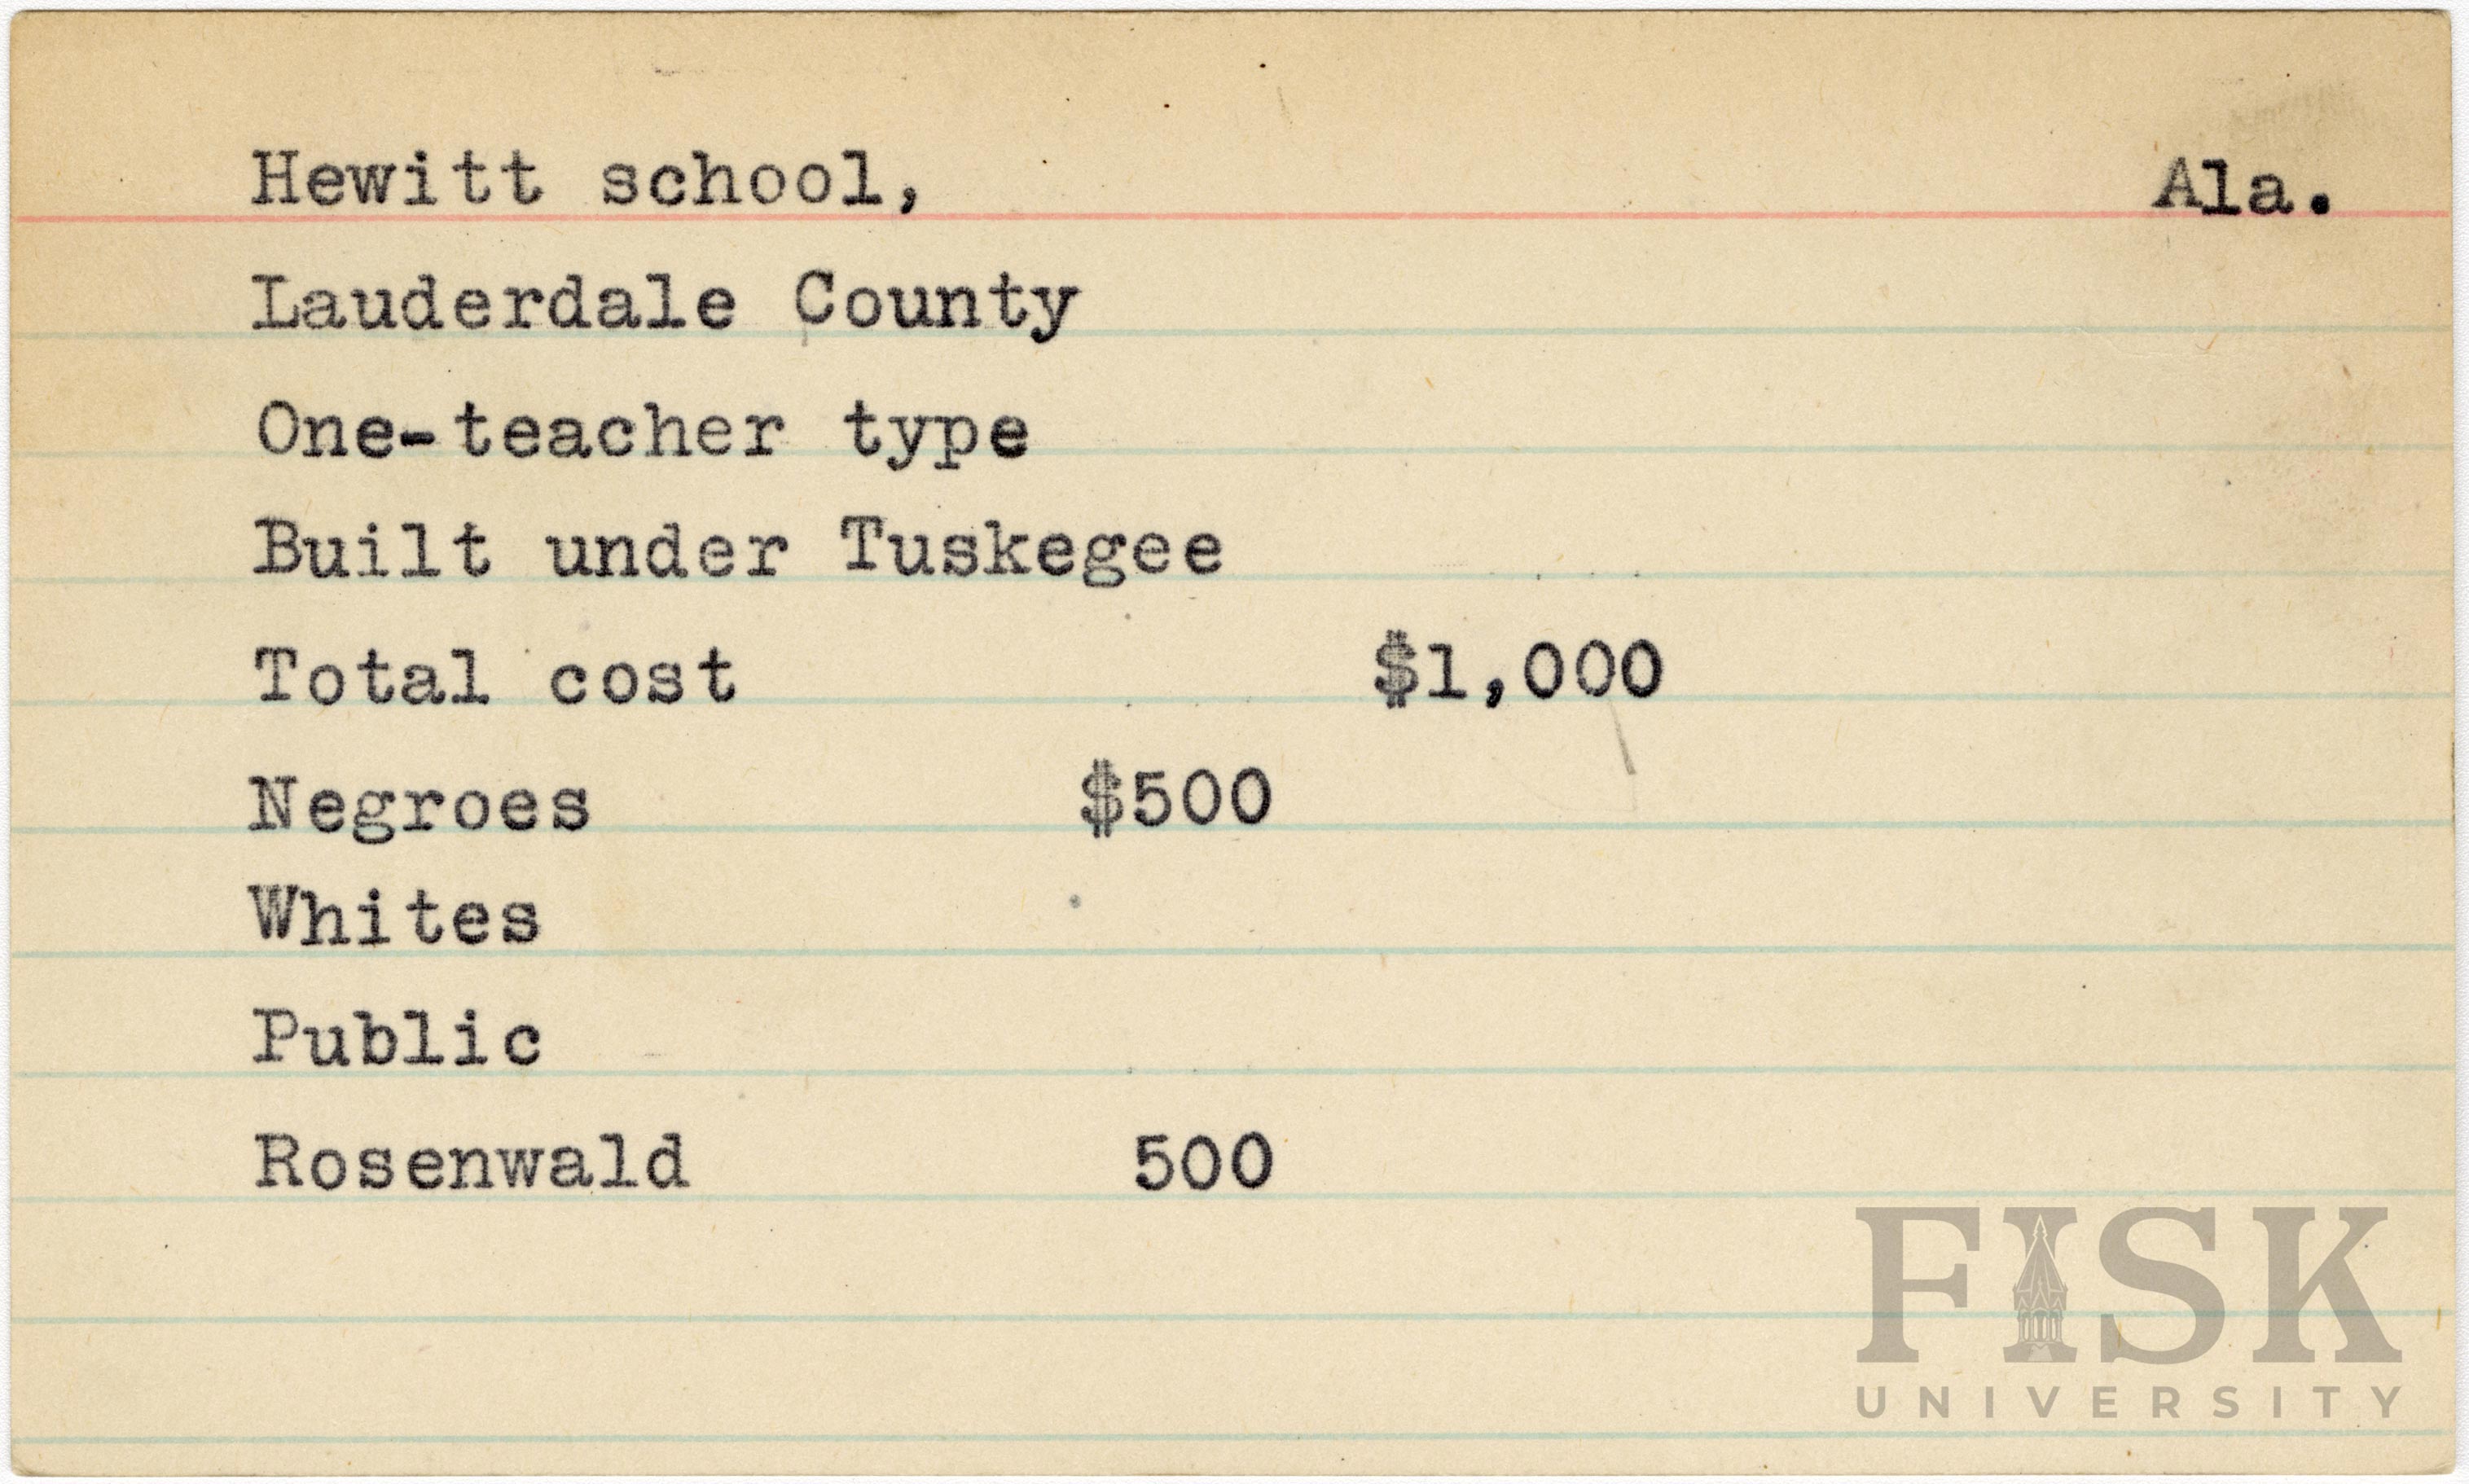 Hewitt school, Ala.
Lauderdale County
One-teacher type
Built under Tuskegee
Total cost $1,000
Negroes $500
Whites
Public
Rosenwald 500
FISK
UNIVERSITY